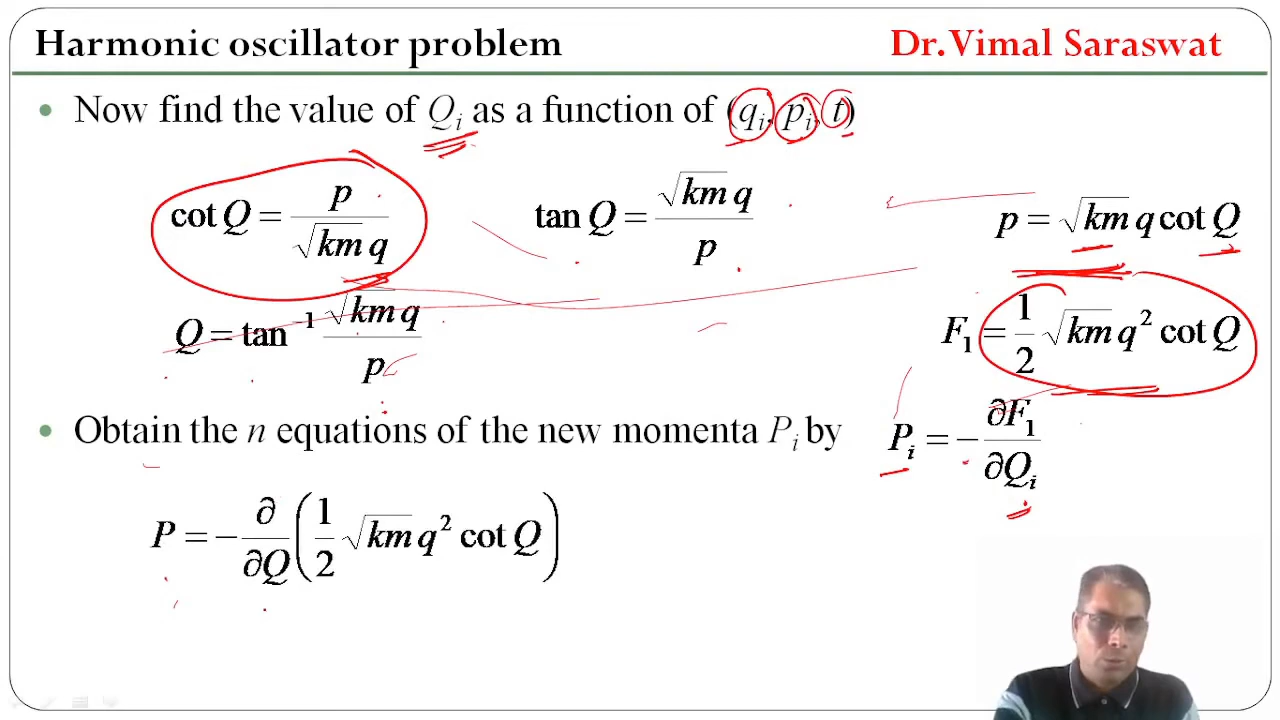 Harmonic oscillator problem
Dr. Vimal Saraswat
• Now find the value of Qᵢ as a function of (qᵢ, pᵢ, t)
cot Q = p / (√km q)
tan Q = √km q / p
p = √km q cot Q
Q = tan⁻¹ √km q / p
F₁ = 1/2 √km q² cot Q
• Obtain the n equations of the new momenta Pᵢ by
Pᵢ = − ∂F₁ / ∂Qᵢ
P = − ∂/∂Q (1/2 √km q² cot Q)